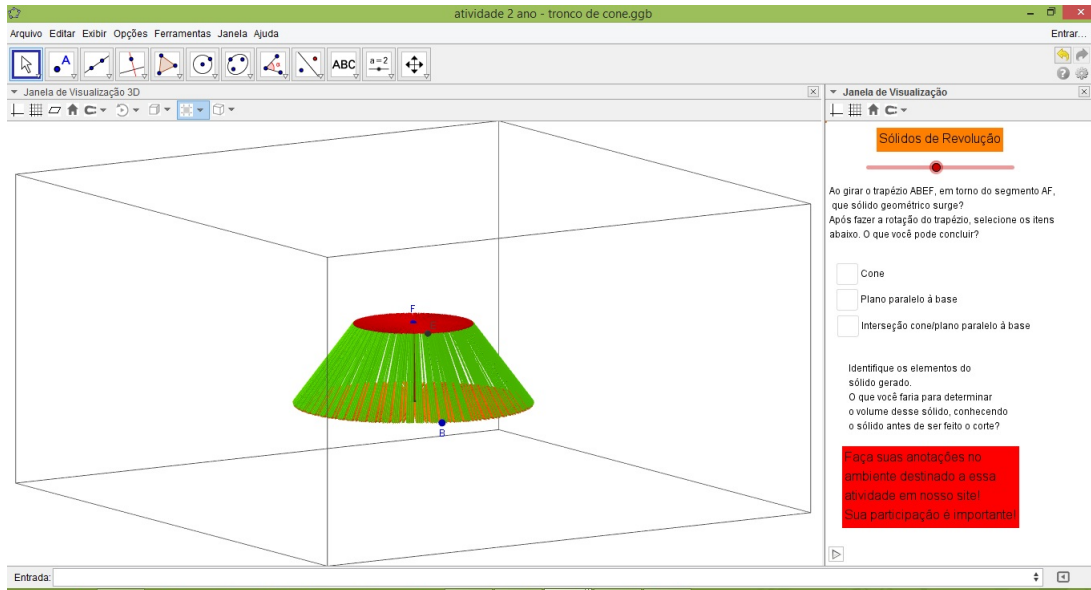 atividade 2 ano - tronco de cone.ggb
Arquivo Editar Exibir Opções Ferramentas Janela Ajuda
Entrar...
A
ABC
a=2
Janela de Visualização 3D
Janela de Visualização
Sólidos de Revolução
Ao girar o trapézio ABEF, em torno do segmento AF,
que sólido geométrico surge?
Após fazer a rotação do trapézio, selecione os itens
abaixo. O que você pode concluir?
Cone
Plano paralelo á base
Interseção cone/plano paralelo à base
F
B
Identifique os elementos do
sólido gerado.
O que você faria para determinar
o volume desse sólido, conhecendo
o sólido antes de ser feito o corte?
Faça suas anotações no
ambiente destinado a essa
atividade em nosso site!
Sua participação é importante!
Entrada: